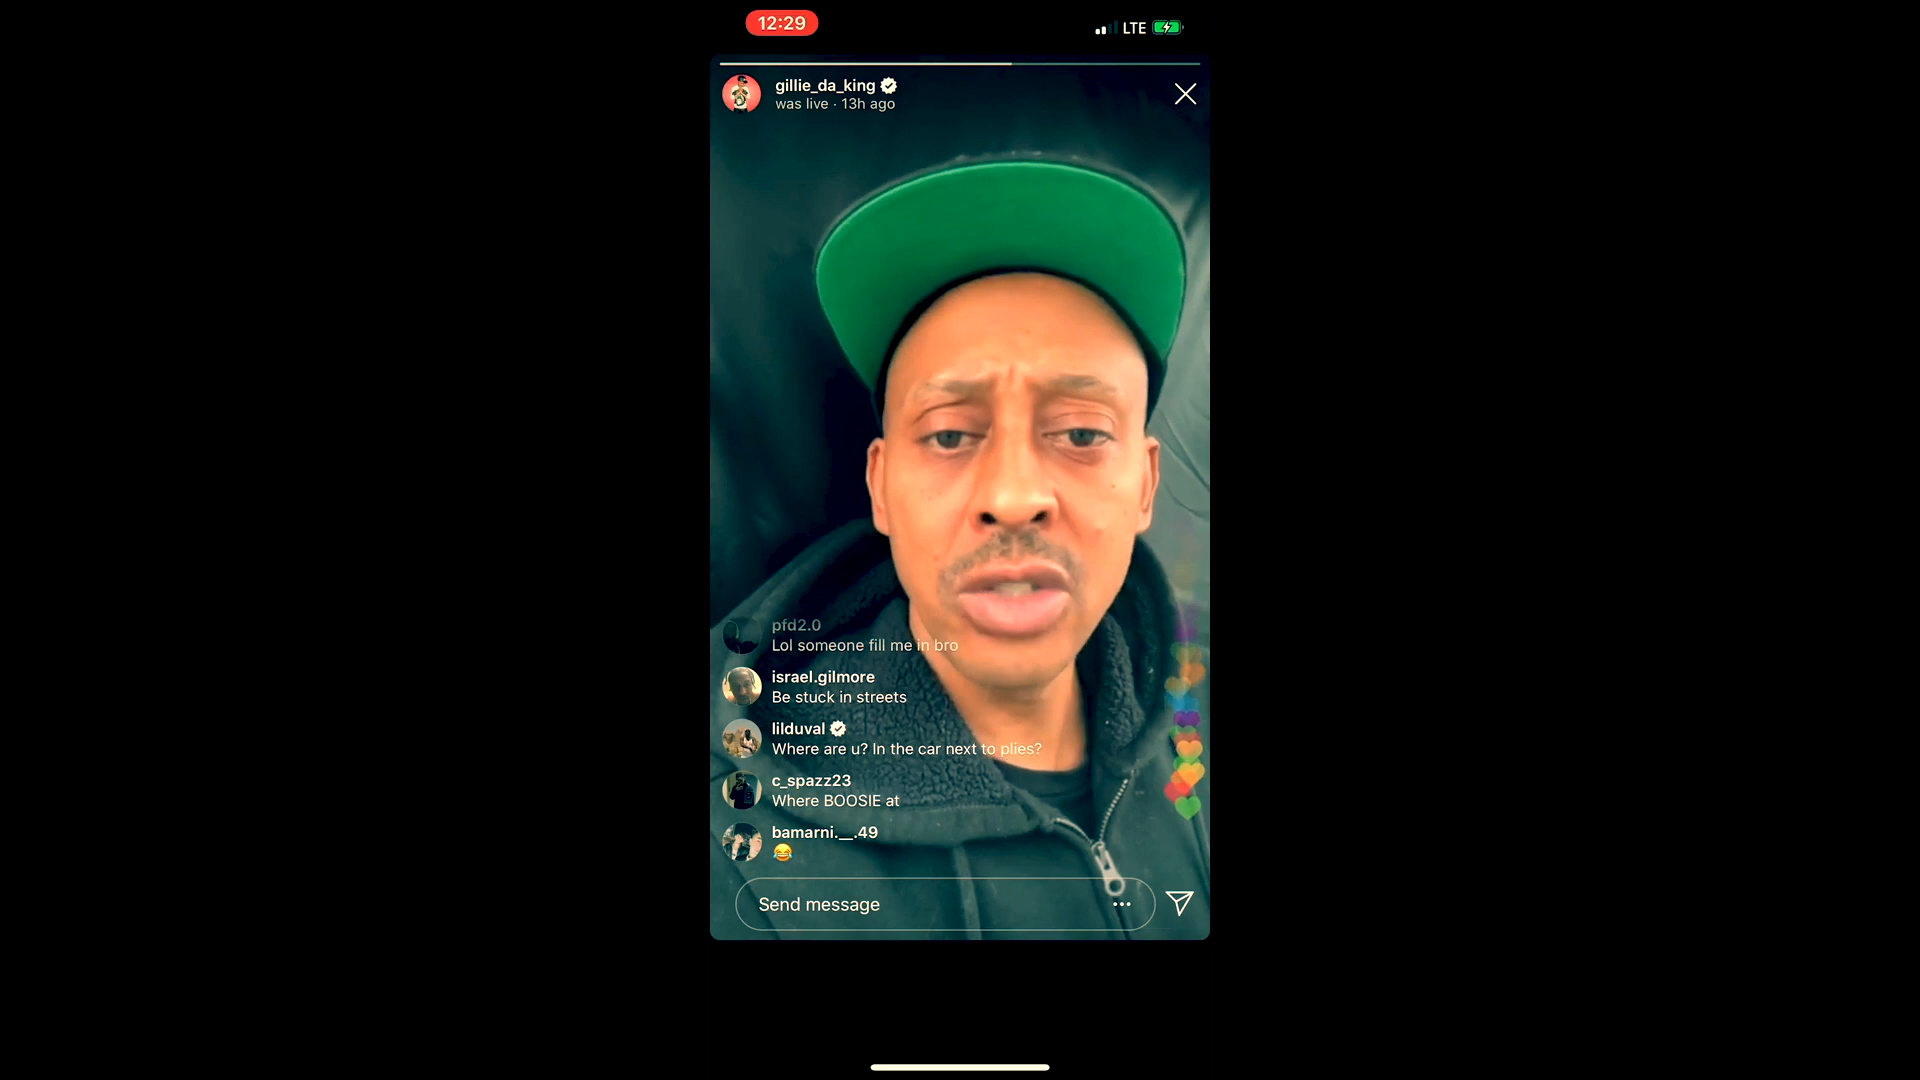 12:29
LTE
gillie_da_king
was live · 13h ago
pfd2.0
Lol someone fill me in bro
israel.gilmore
Be stuck in streets
lilduval
Where are u? In the car next to plies?
c_spazz23
Where BOOSIE at
bamarni.__.49
😂
Send message